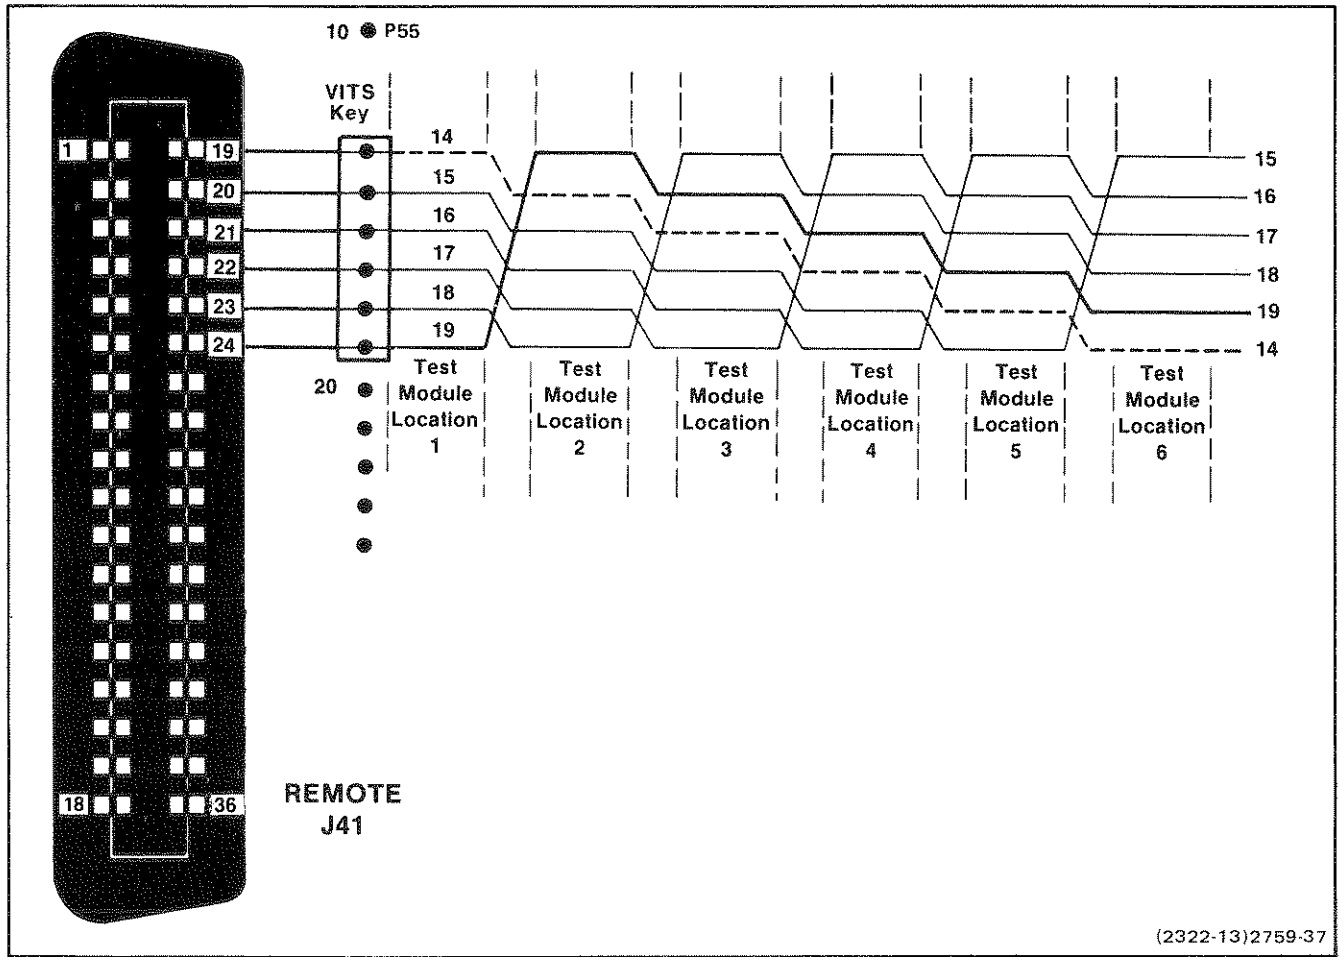 10 P55
VITS
Key
1
19
20
21
22
23
24
18
36
14
15
16
17
18
19
20
Test
Module
Location
1
Test
Module
Location
2
Test
Module
Location
3
Test
Module
Location
4
Test
Module
Location
5
Test
Module
Location
6
15
16
17
18
19
14
REMOTE
J41
(2322-13)2759-37